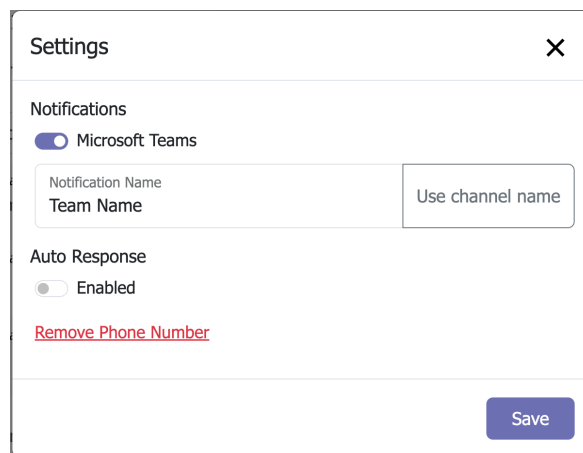 Settings
Notifications
Microsoft Teams
Notification Name
Team Name
Use channel name
Auto Response
Enabled
Remove Phone Number
Save